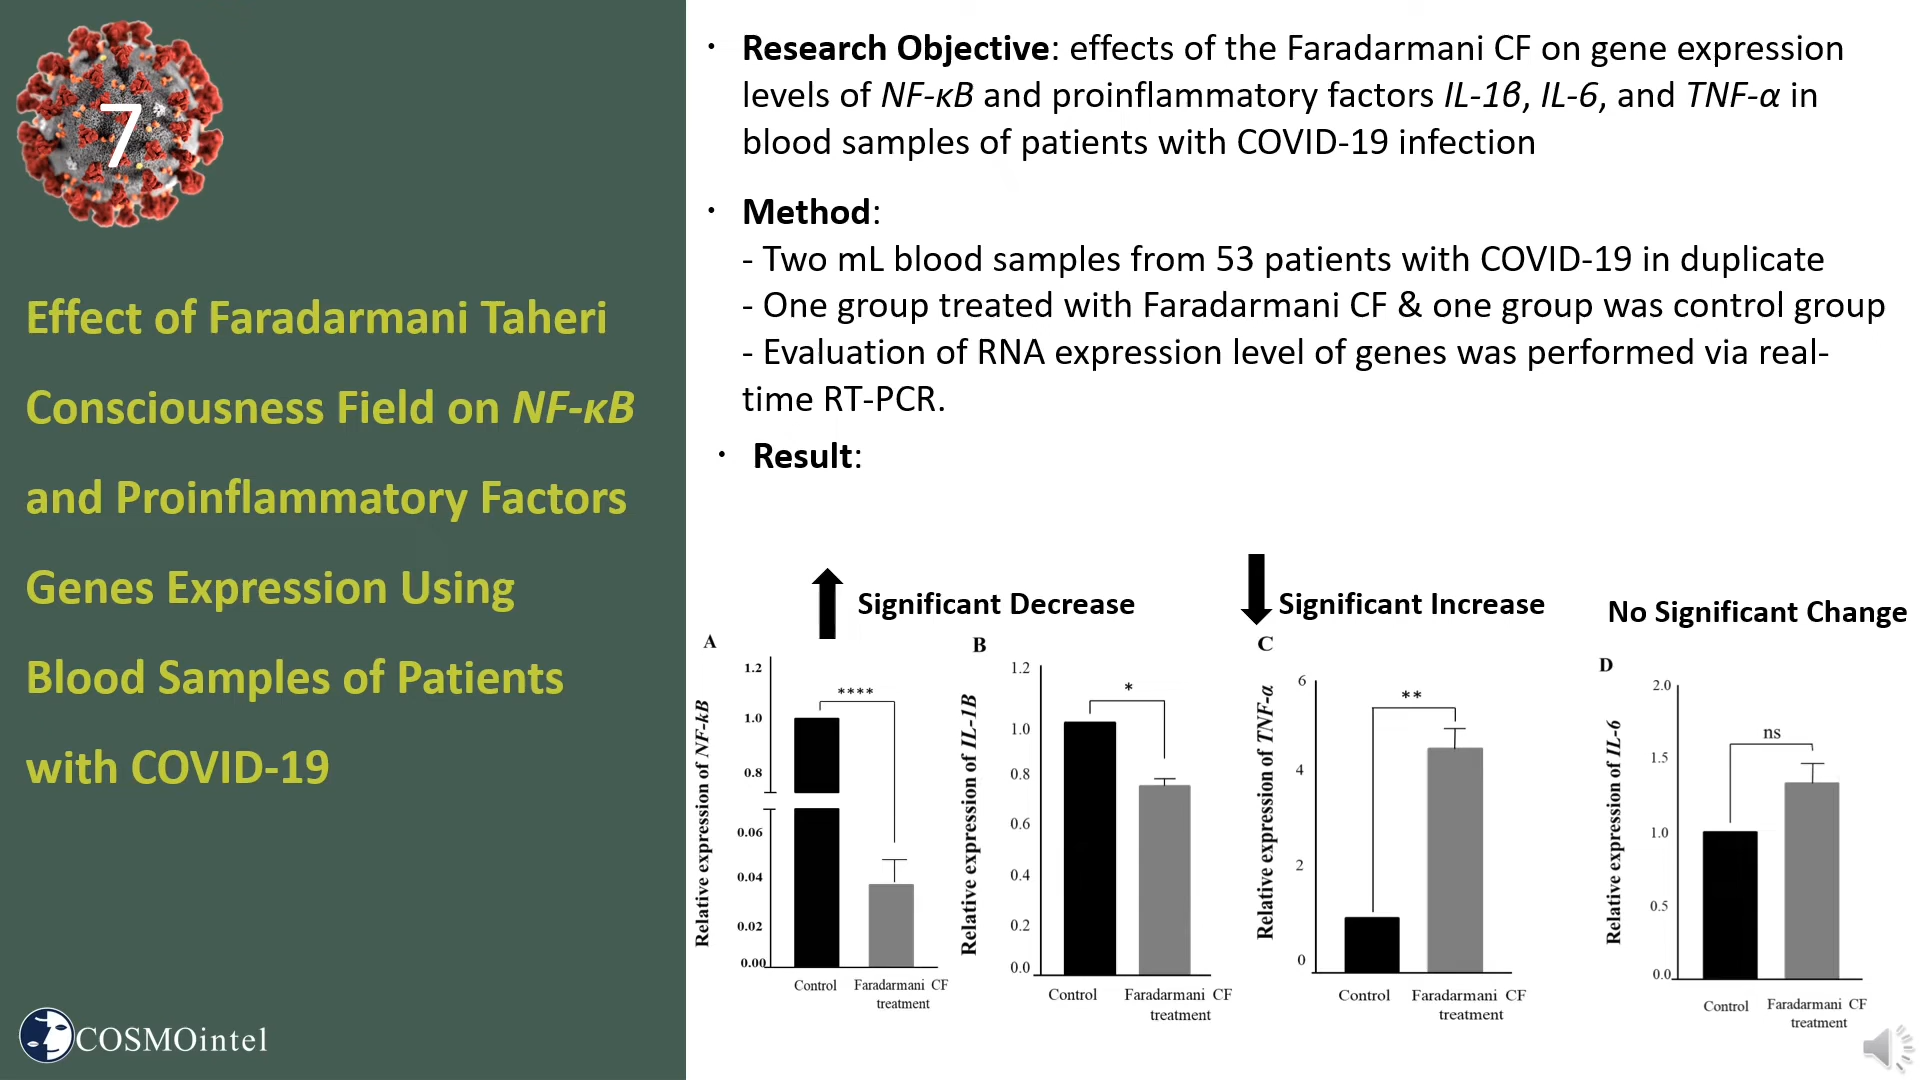 7
Effect of Faradarmani Taheri
Consciousness Field on NF-κB
and Proinflammatory Factors
Genes Expression Using
Blood Samples of Patients
with COVID-19
COSMOintel
• Research Objective: effects of the Faradarmani CF on gene expression
levels of NF-κB and proinflammatory factors IL-1β, IL-6, and TNF-α in
blood samples of patients with COVID-19 infection
• Method:
- Two mL blood samples from 53 patients with COVID-19 in duplicate
- One group treated with Faradarmani CF & one group was control group
- Evaluation of RNA expression level of genes was performed via real-
time RT-PCR.
• Result:
Significant Decrease
Significant Increase
No Significant Change
A
Relative expression of NF-kB
1.2
1.0
0.8
0.06
0.04
0.02
0.00
****
Control
Faradarmani CF
treatment
B
Relative expression of IL-1B
1.2
1.0
0.8
0.6
0.4
0.2
0.0
*
Control
Faradarmani CF
treatment
C
Relative expression of TNF-α
6
4
2
0
**
Control
Faradarmani CF
treatment
D
Relative expression of IL-6
2.0
1.5
1.0
0.5
0.0
ns
Control
Faradarmani CF
treatment